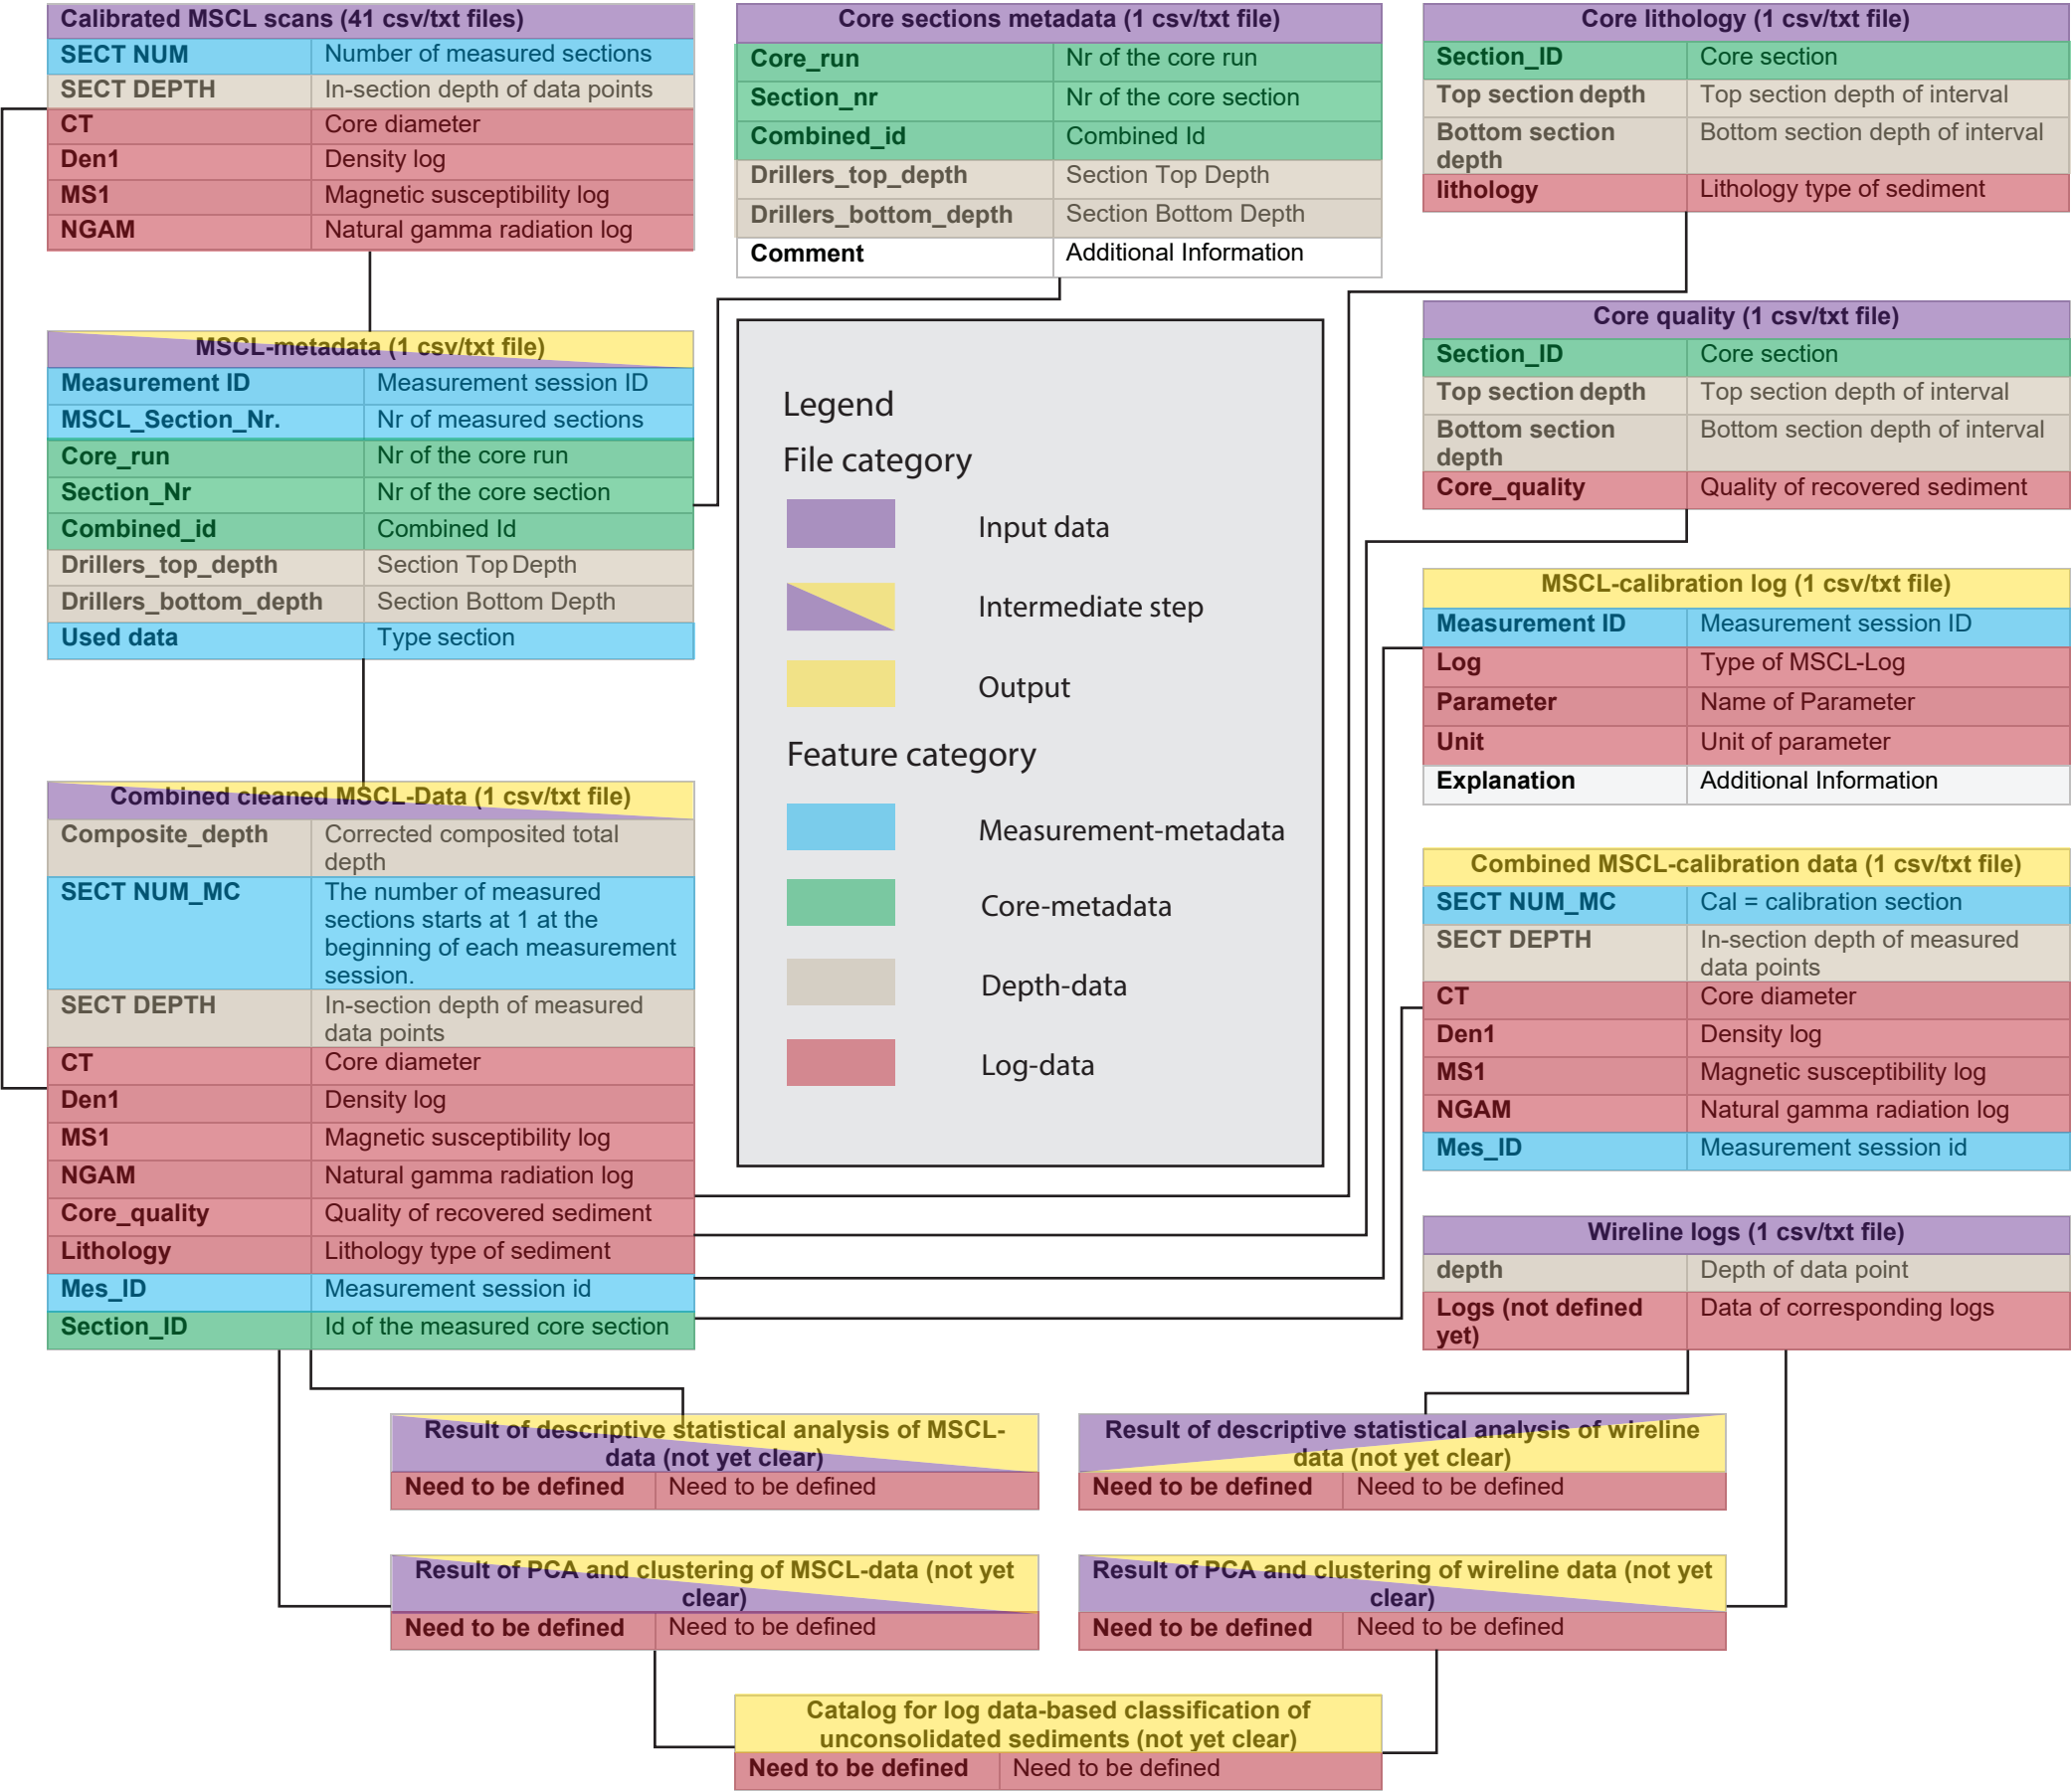 Calibrated MSCL scans (41 csv/txt files)
SECT NUM Number of measured sections
SECT DEPTH In-section depth of data points
CT Core diameter
Den1 Density log
MS1 Magnetic susceptibility log
NGAM Natural gamma radiation log
Core sections metadata (1 csv/txt file)
Core_run Nr of the core run
Section_nr Nr of the core section
Combined_id Combined Id
Drillers_top_depth Section Top Depth
Drillers_bottom_depth Section Bottom Depth
Comment Additional Information
Core lithology (1 csv/txt file)
Section_ID Core section
Top section depth Top section depth of interval
Bottom section Bottom section depth of interval
depth
lithology Lithology type of sediment
MSCL-metadata (1 csv/txt file)
Measurement ID Measurement session ID
MSCL_Section_Nr. Nr of measured sections
Core_run Nr of the core run
Section_Nr Nr of the core section
Combined_id Combined Id
Drillers_top_depth Section Top Depth
Drillers_bottom_depth Section Bottom Depth
Used data Type section
Legend
File category
Input data
Intermediate step
Output
Feature category
Measurement-metadata
Core-metadata
Depth-data
Log-data
Core quality (1 csv/txt file)
Section_ID Core section
Top section depth Top section depth of interval
Bottom section Bottom section depth of interval
depth
Core_quality Quality of recovered sediment
MSCL-calibration log (1 csv/txt file)
Measurement ID Measurement session ID
Log Type of MSCL-Log
Parameter Name of Parameter
Unit Unit of parameter
Explanation Additional Information
Combined cleaned MSCL-Data (1 csv/txt file)
Composite_depth Corrected composited total
depth
SECT NUM_MC The number of measured
sections starts at 1 at the
beginning of each measurement
session.
SECT DEPTH In-section depth of measured
data points
CT Core diameter
Den1 Density log
MS1 Magnetic susceptibility log
NGAM Natural gamma radiation log
Core_quality Quality of recovered sediment
Lithology Lithology type of sediment
Mes_ID Measurement session id
Section_ID Id of the measured core section
Combined MSCL-calibration data (1 csv/txt file)
SECT NUM_MC Cal = calibration section
SECT DEPTH In-section depth of measured
data points
CT Core diameter
Den1 Density log
MS1 Magnetic susceptibility log
NGAM Natural gamma radiation log
Mes_ID Measurement session id
Wireline logs (1 csv/txt file)
depth Depth of data point
Logs (not defined Data of corresponding logs
yet)
Result of descriptive statistical analysis of MSCL-
data (not yet clear)
Need to be defined Need to be defined
Result of descriptive statistical analysis of wireline
data (not yet clear)
Need to be defined Need to be defined
Result of PCA and clustering of MSCL-data (not yet
clear)
Need to be defined Need to be defined
Result of PCA and clustering of wireline data (not yet
clear)
Need to be defined Need to be defined
Catalog for log data-based classification of
unconsolidated sediments (not yet clear)
Need to be defined Need to be defined